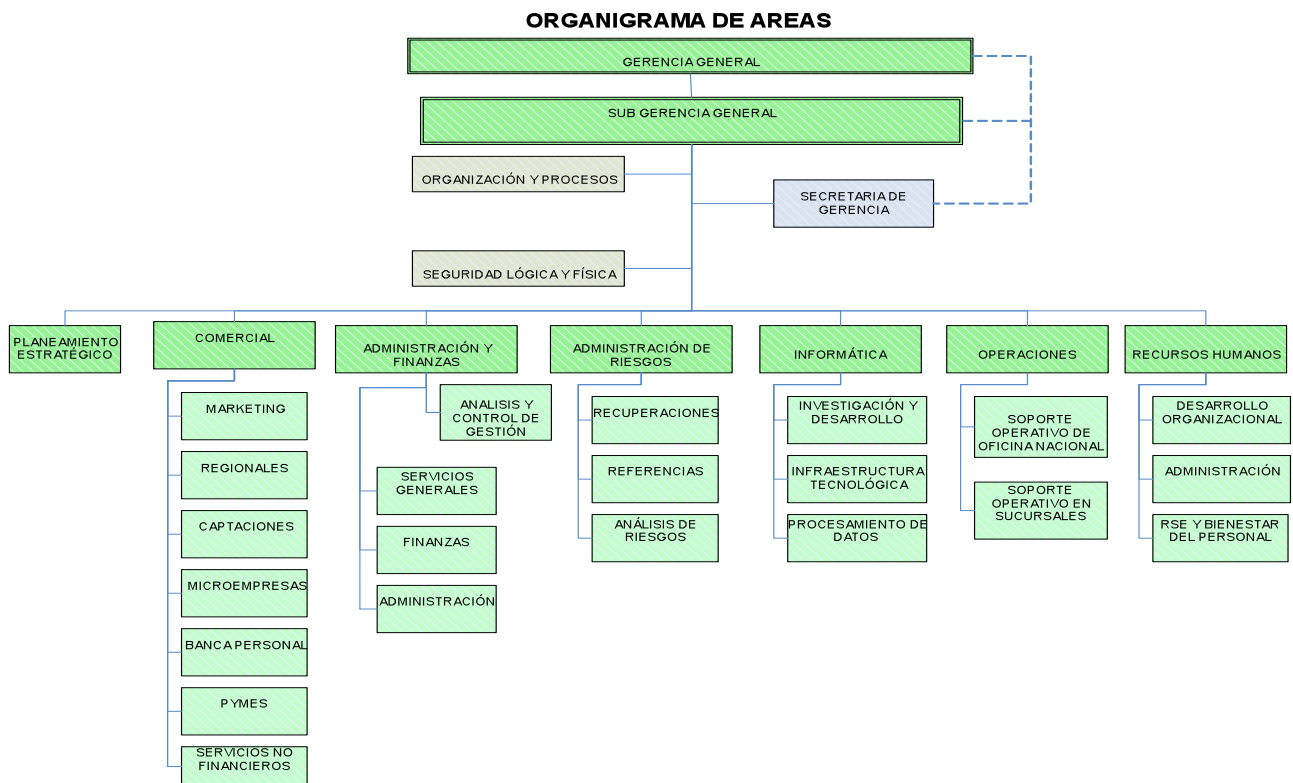 ORGANIGRAMA DE AREAS
GERENCIA GENERAL
SUB GERENCIA GENERAL
ORGANIZACIÓN Y PROCESOS
SECRETARIA DE
GERENCIA
SEGURIDAD LÓGICA Y FÍSICA
PLANEAMIENTO
ESTRATÉGICO
COMERCIAL
MARKETING
REGIONALES
CAPTACIONES
MICROEMPRESAS
BANCA PERSONAL
PYMES
SERVICIOS NO
FINANCIEROS
ADMINISTRACIÓN Y
FINANZAS
ANALISIS Y
CONTROL DE
GESTIÓN
SERVICIOS
GENERALES
FINANZAS
ADMINISTRACIÓN
ADMINISTRACIÓN DE
RIESGOS
RECUPERACIONES
REFERENCIAS
ANÁLISIS DE
RIESGOS
INFORMÁTICA
INVESTIGACIÓN Y
DESARROLLO
INFRAESTRUCTURA
TECNOLÓGICA
PROCESAMIENTO DE
DATOS
OPERACIONES
SOPORTE
OPERATIVO DE
OFICINA NACIONAL
SOPORTE
OPERATIVO EN
SUCURSALES
RECURSOS HUMANOS
DESARROLLO
ORGANIZACIONAL
ADMINISTRACIÓN
RSE Y BIENESTAR
DEL PERSONAL